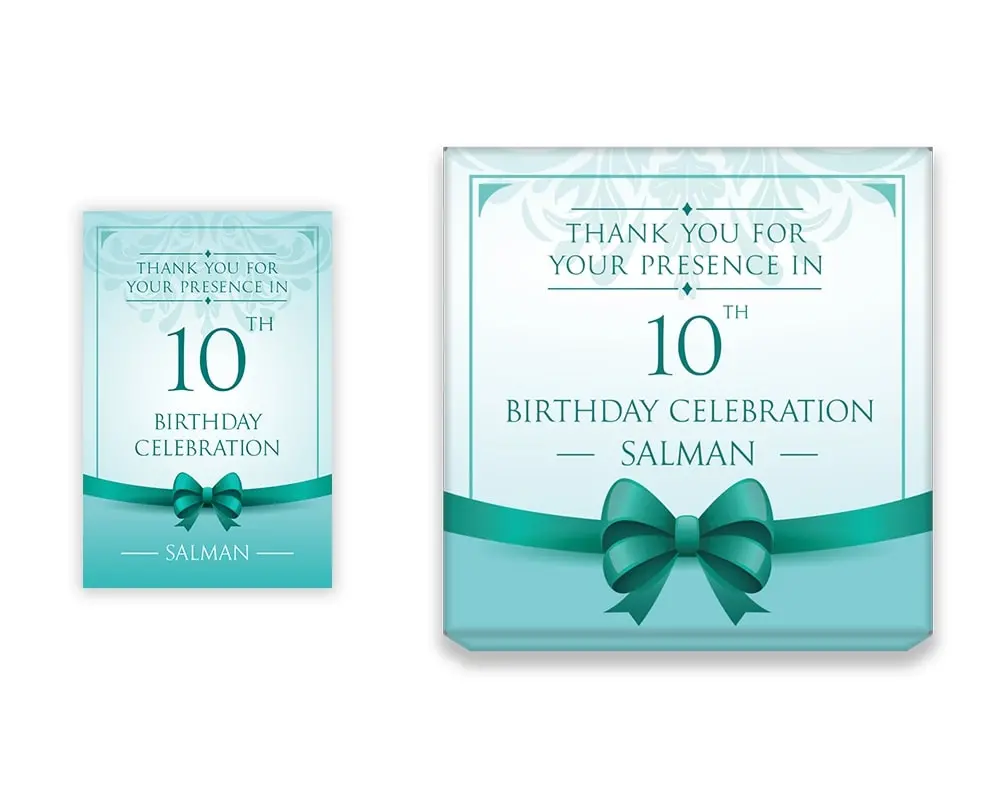 THANK YOU FOR
YOUR PRESENCE IN
10TH
BIRTHDAY
CELEBRATION
SALMAN
THANK YOU FOR
YOUR PRESENCE IN
10TH
BIRTHDAY CELEBRATION
SALMAN